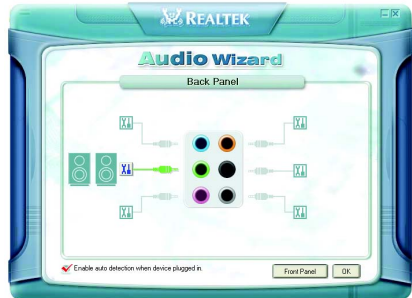 REALTEK
Audio Wizard
Back Panel
Enable auto detection when device plugged in.
Front Panel
OK